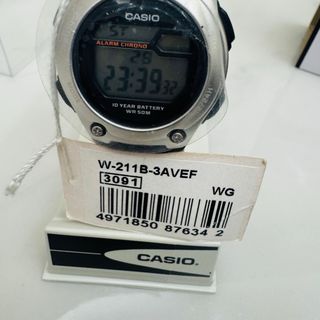 CASIO
ALARM CHRONO
28
23:39 32
10 YEAR BATTERY
WR 50M
W-211B-3AVEF
3091
WG
4971850 87634 2
CASIO